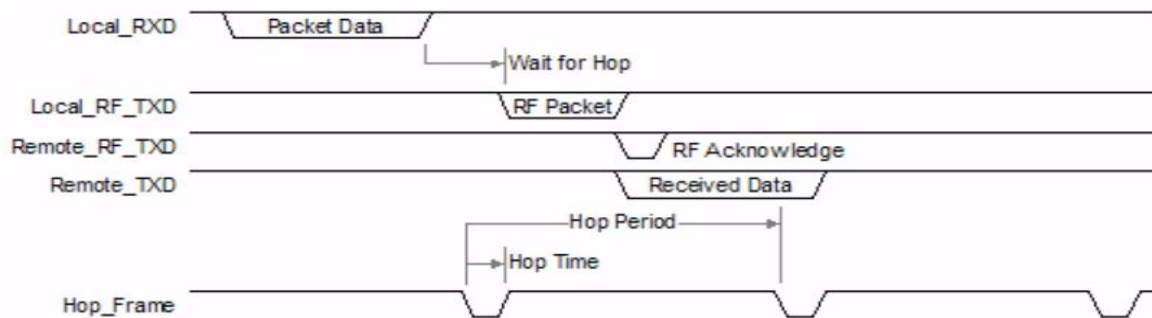 Local_RXD
Packet Data
Wait for Hop
Local_RF_TXD
RF Packet
Remote_RF_TXD
RF Acknowledge
Remote_TXD
Received Data
Hop Period
Hop Time
Hop_Frame